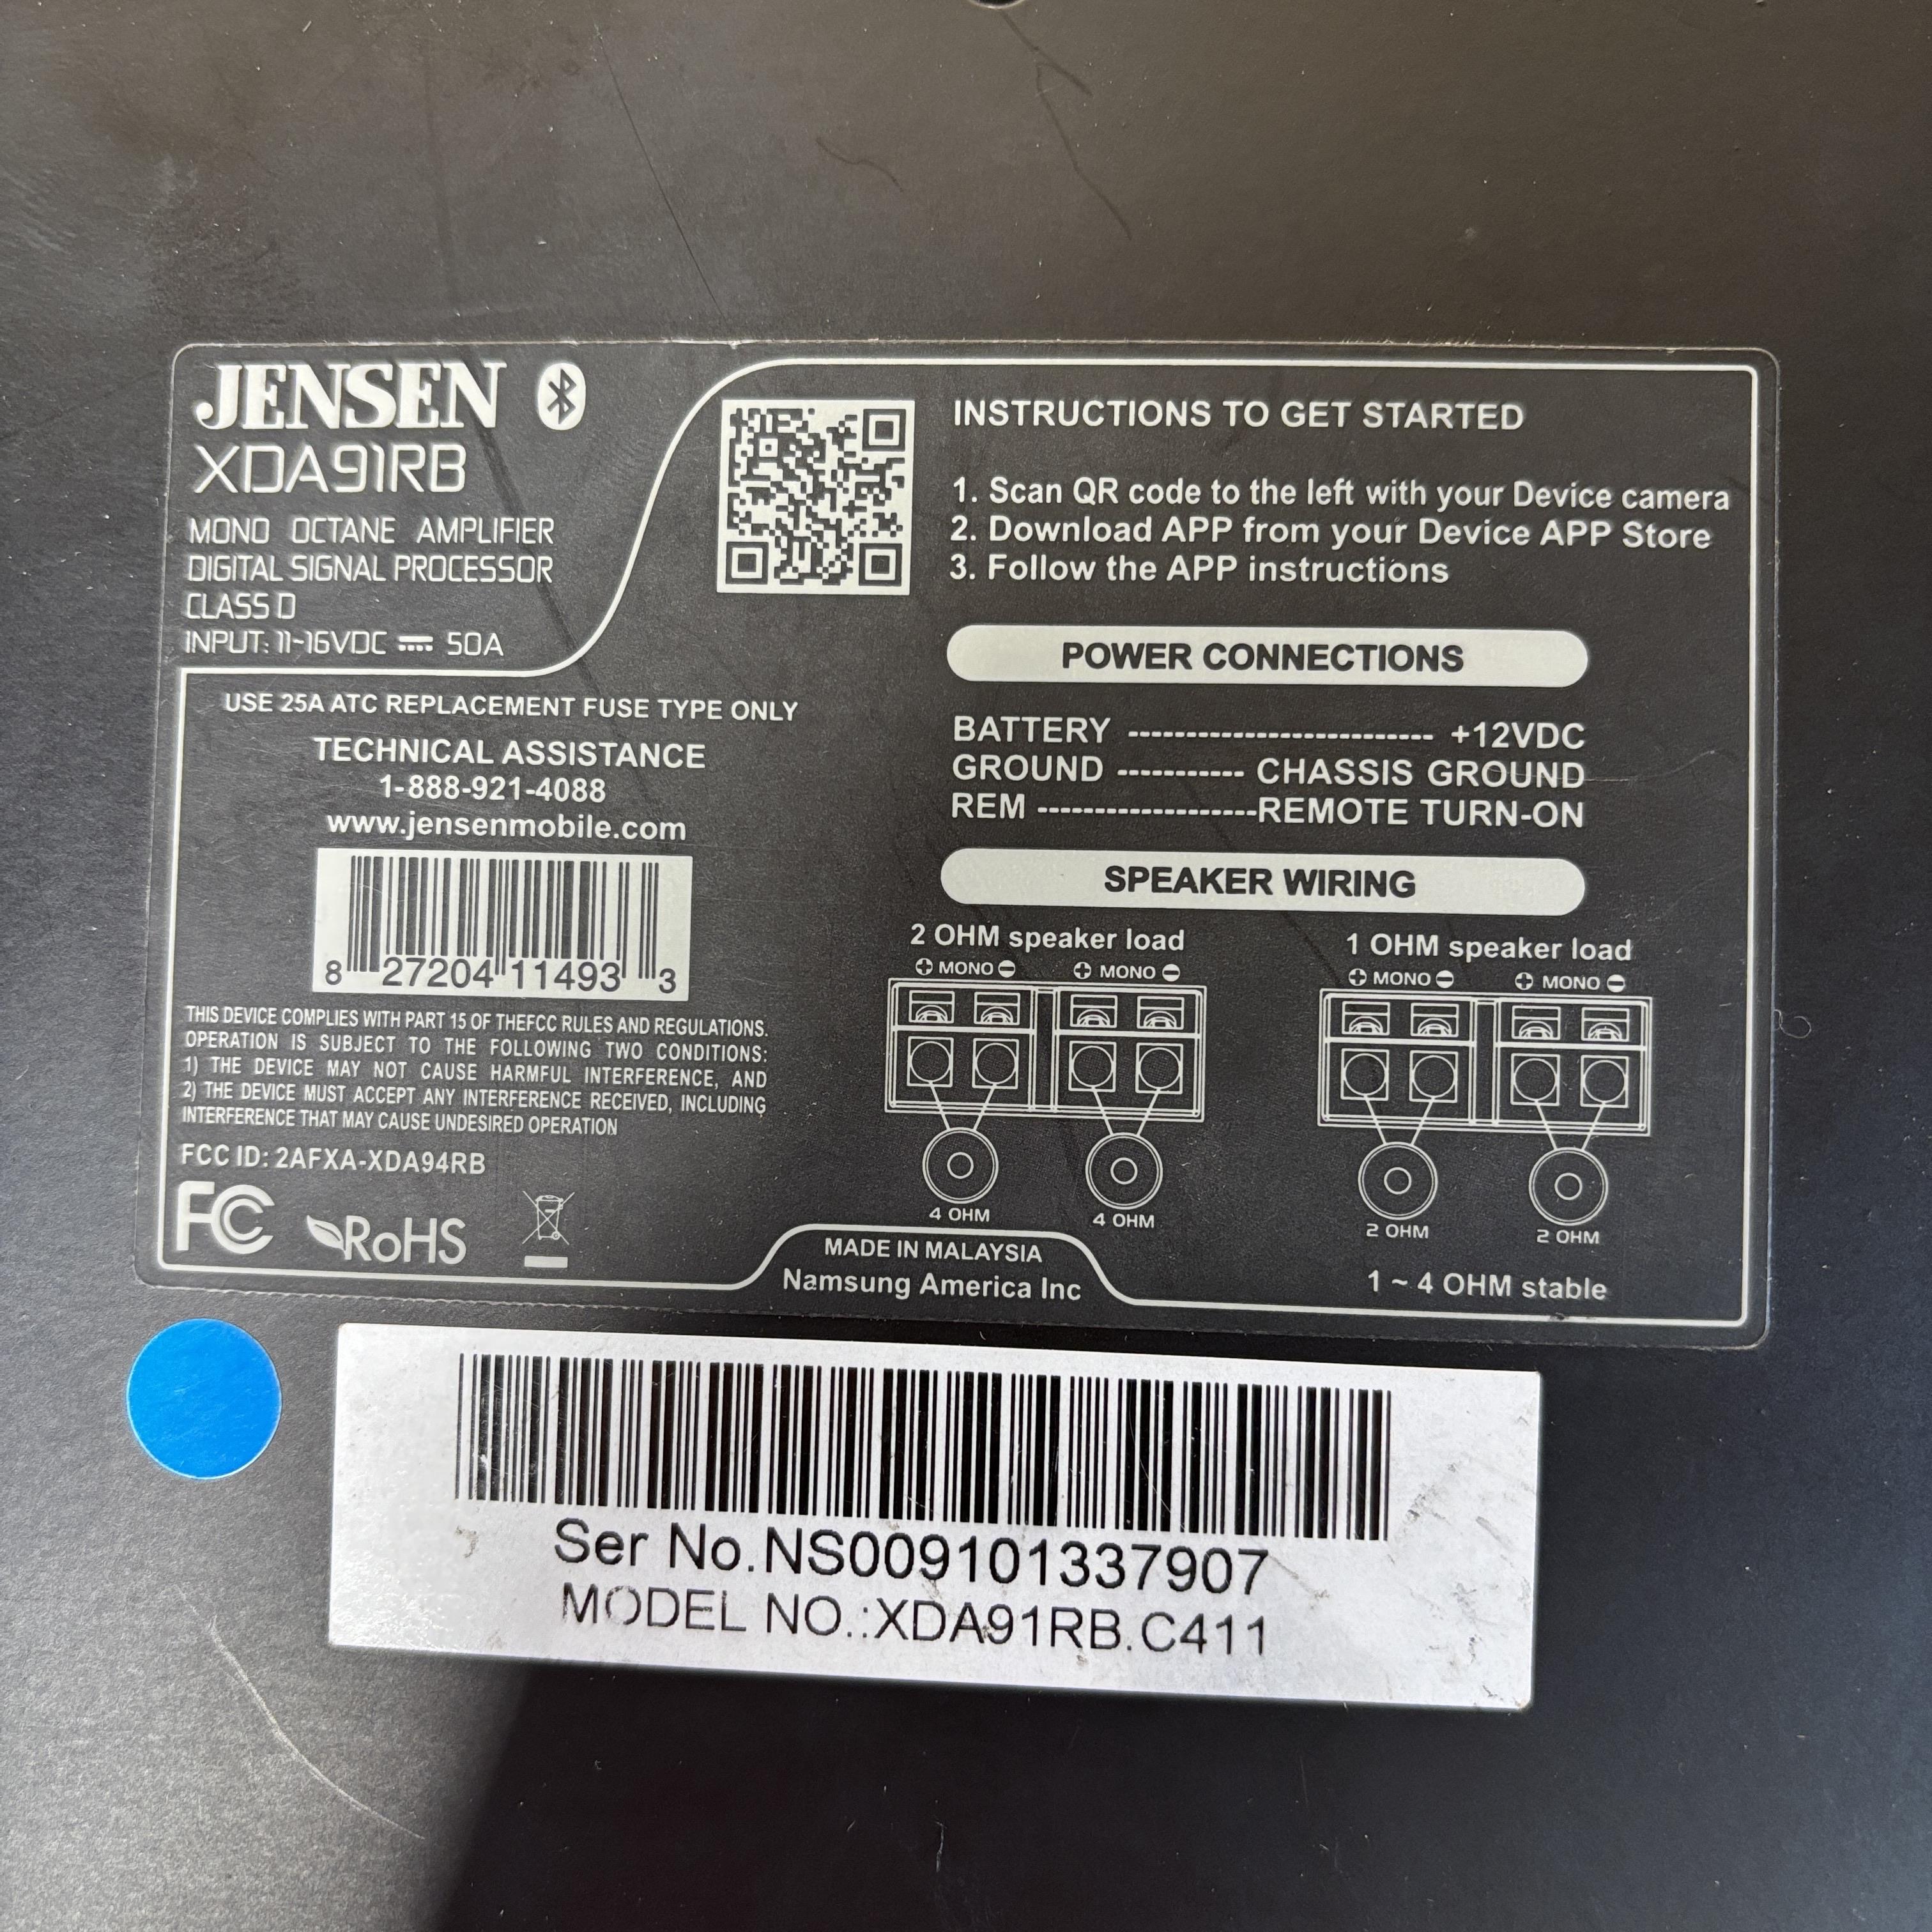 JENSEN
XDA91RB
MONO OCTANE AMPLIFIER
DIGITAL SIGNAL PROCESSOR
CLASS D
INPUT: 11~16VDC 50A
USE 25A ATC REPLACEMENT FUSE TYPE ONLY
TECHNICAL ASSISTANCE
1-888-921-4088
www.jensenmobile.com
8 27204 11493 3
THIS DEVICE COMPLIES WITH PART 15 OF THEFCC RULES AND REGULATIONS.
OPERATION IS SUBJECT TO THE FOLLOWING TWO CONDITIONS:
1) THE DEVICE MAY NOT CAUSE HARMFUL INTERFERENCE, AND
2) THE DEVICE MUST ACCEPT ANY INTERFERENCE RECEIVED, INCLUDING
INTERFERENCE THAT MAY CAUSE UNDESIRED OPERATION
FCC ID: 2AFXA-XDA94RB
FC RoHS
INSTRUCTIONS TO GET STARTED
1. Scan QR code to the left with your Device camera
2. Download APP from your Device APP Store
3. Follow the APP instructions
POWER CONNECTIONS
BATTERY -------------------------- +12VDC
GROUND ----------- CHASSIS GROUND
REM -------------------REMOTE TURN-ON
SPEAKER WIRING
2 OHM speaker load
+ MONO - + MONO -
4 OHM 4 OHM
1 OHM speaker load
+ MONO - + MONO -
2 OHM 2 OHM
1 ~ 4 OHM stable
MADE IN MALAYSIA
Namsung America Inc
Ser No.NS009101337907
MODEL NO.:XDA91RB.C411